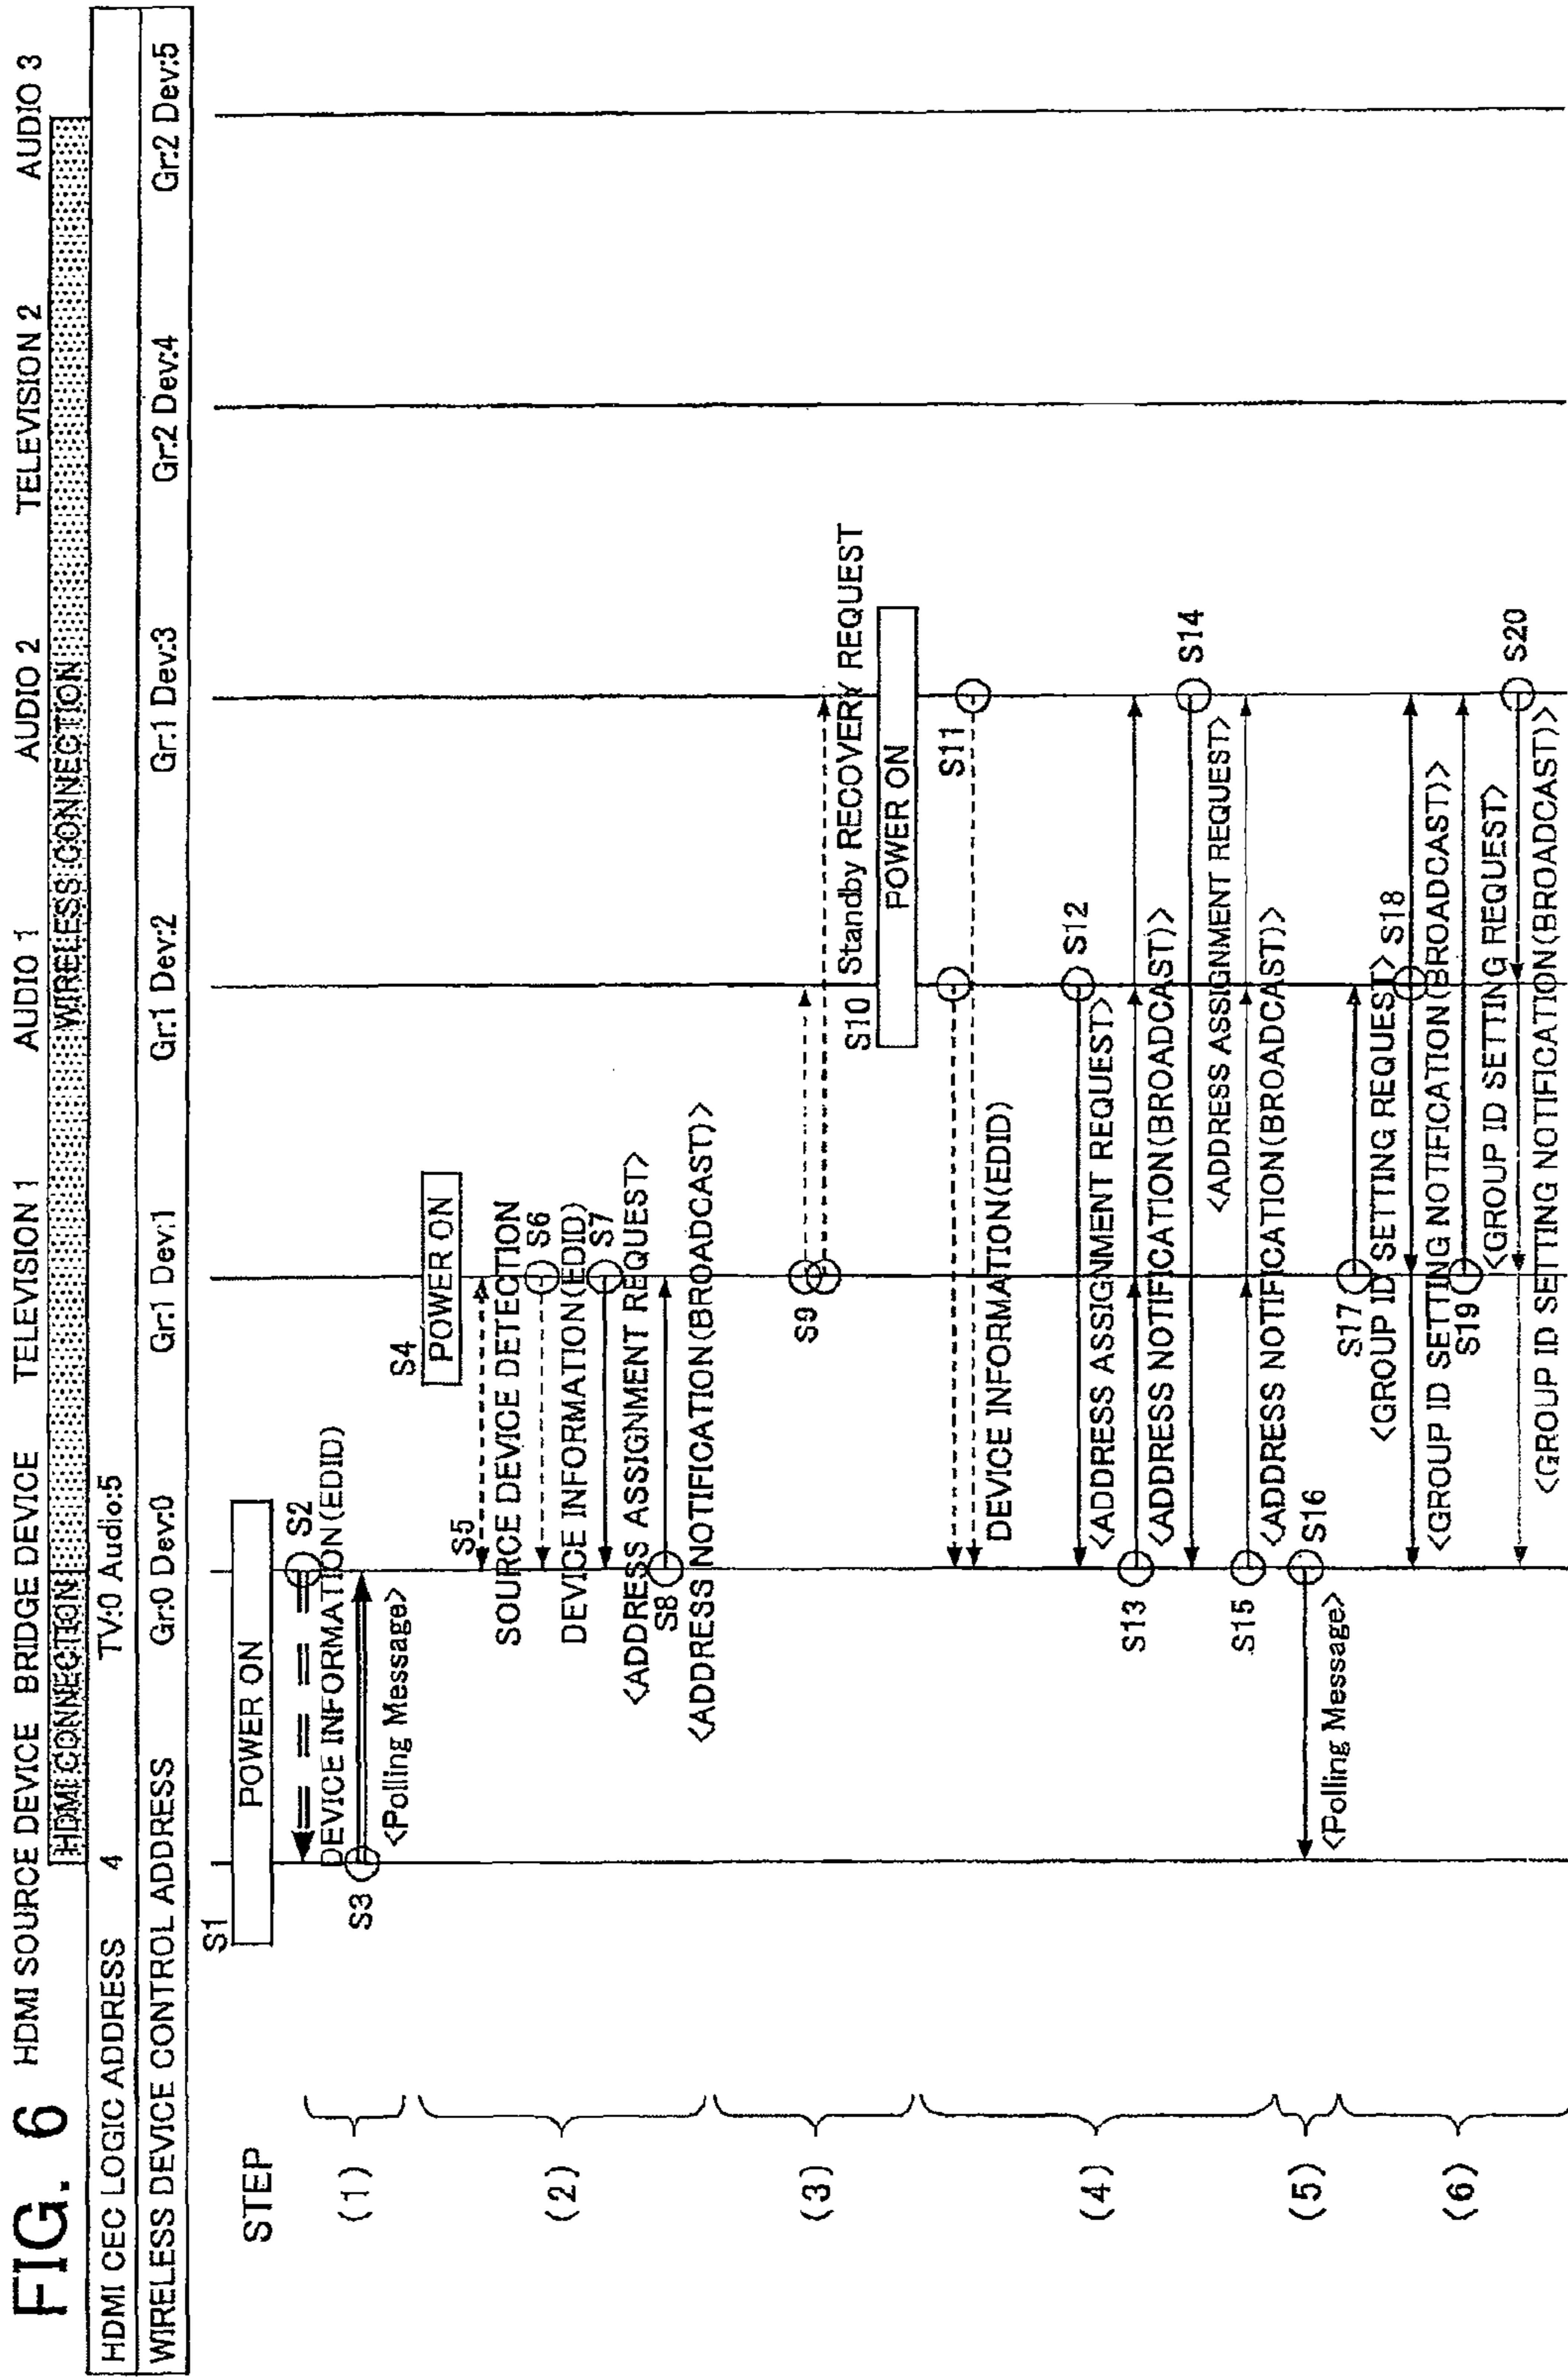 FIG. 6
HDMI SOURCE DEVICE BRIDGE DEVICE TELEVISION 1 AUDIO 1 AUDIO 2 TELEVISION 2 AUDIO 3
HDMI CONNECTION WIRELESS CONNECTION
HDMI CEC LOGIC ADDRESS 4 TV:0 Audio:5
WIRELESS DEVICE CONTROL ADDRESS Gr:0 Dev:0 Gr:1 Dev:1 Gr:1 Dev:2 Gr:1 Dev:3 Gr:2 Dev:4 Gr:2 Dev:5
STEP
S1
POWER ON
(1)
S2
DEVICE INFORMATION(EDID)
S3
<Polling Message>
S4
POWER ON
(2)
S5
SOURCE DEVICE DETECTION
S6
DEVICE INFORMATION(EDID)
S7
<ADDRESS ASSIGNMENT REQUEST>
S8
<ADDRESS NOTIFICATION(BROADCAST)>
(3)
S9
S10 Standby RECOVERY REQUEST
POWER ON
(4)
S11
DEVICE INFORMATION(EDID)
S12
<ADDRESS ASSIGNMENT REQUEST>
S13
<ADDRESS NOTIFICATION(BROADCAST)>
S14
<ADDRESS ASSIGNMENT REQUEST>
S15
<ADDRESS NOTIFICATION(BROADCAST)>
(5)
S16
<Polling Message>
(6)
S17
<GROUP ID SETTING REQUEST>
S18
<GROUP ID SETTING NOTIFICATION(BROADCAST)>
S19
<GROUP ID SETTING REQUEST>
S20
<GROUP ID SETTING NOTIFICATION(BROADCAST)>